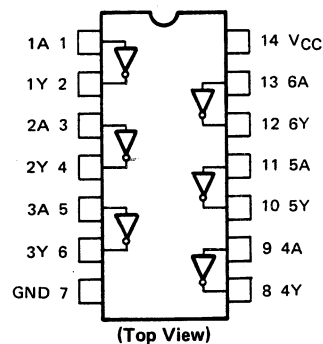 1A 1
14 VCC
1Y 2
13 6A
2A 3
12 6Y
2Y 4
11 5A
3A 5
10 5Y
3Y 6
9 4A
GND 7
8 4Y
(Top View)